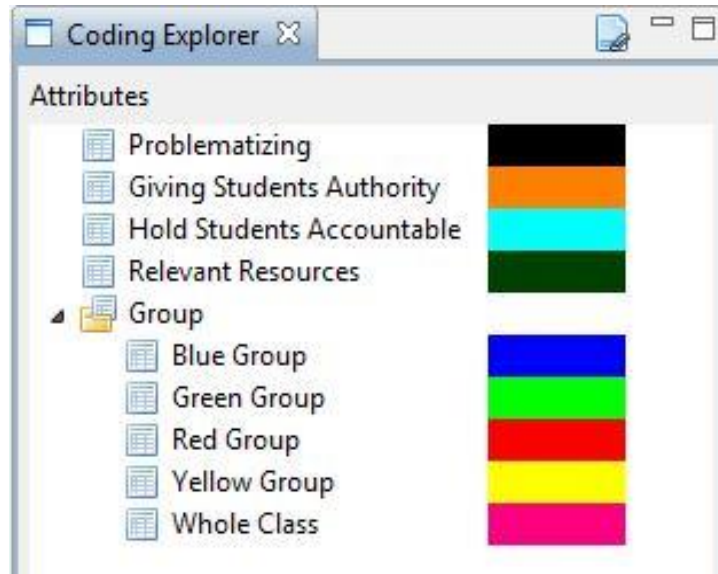 Coding Explorer
Attributes
Problematizing
Giving Students Authority
Hold Students Accountable
Relevant Resources
Group
Blue Group
Green Group
Red Group
Yellow Group
Whole Class